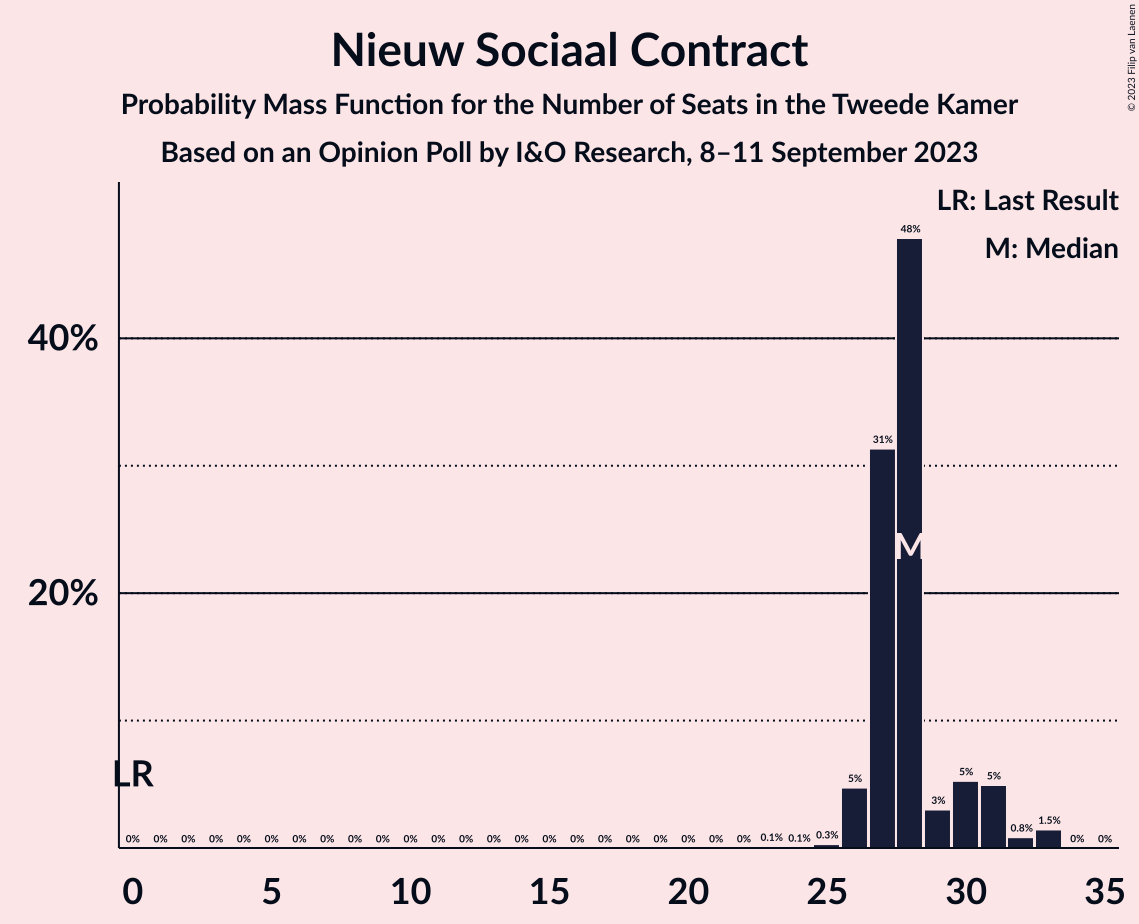 Nieuw Sociaal Contract
Probability Mass Function for the Number of Seats in the Tweede Kamer
Based on an Opinion Poll by I&O Research, 8–11 September 2023
© 2023 Filip van Laenen
LR: Last Result
M: Median
48%
40%
31%
M
20%
LR
0% 0% 0% 0% 0% 0% 0% 0% 0% 0% 0% 0% 0% 0% 0% 0% 0% 0% 0% 0% 0% 0% 0% 0.1% 0.1% 0.3% 5% 3% 5% 5% 0.8% 1.5% 0% 0%
0 5 10 15 20 25 30 35